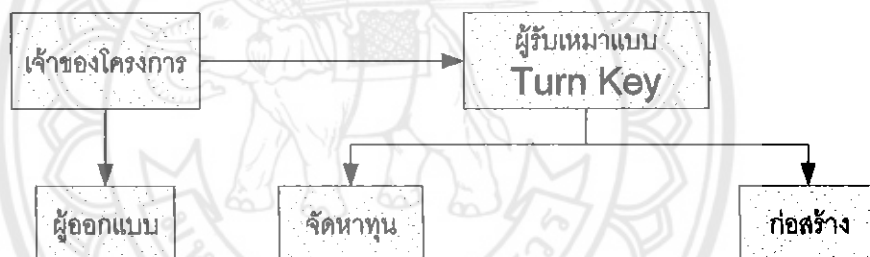 เจ้าของโครงการ
ผู้รับเหมาแบบ
Turn Key
ผู้ออกแบบ
จัดหาทุน
ก่อสร้าง